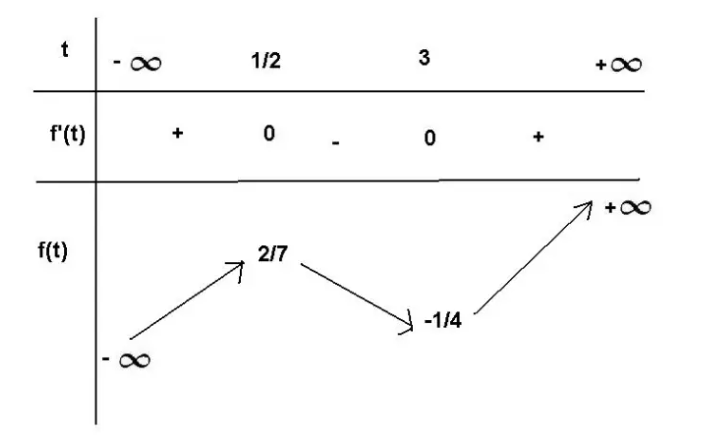 t - ∞ 1/2 3 + ∞
f'(t) + 0 - 0 + 
+ ∞
f(t) 2/7
-1/4
- ∞